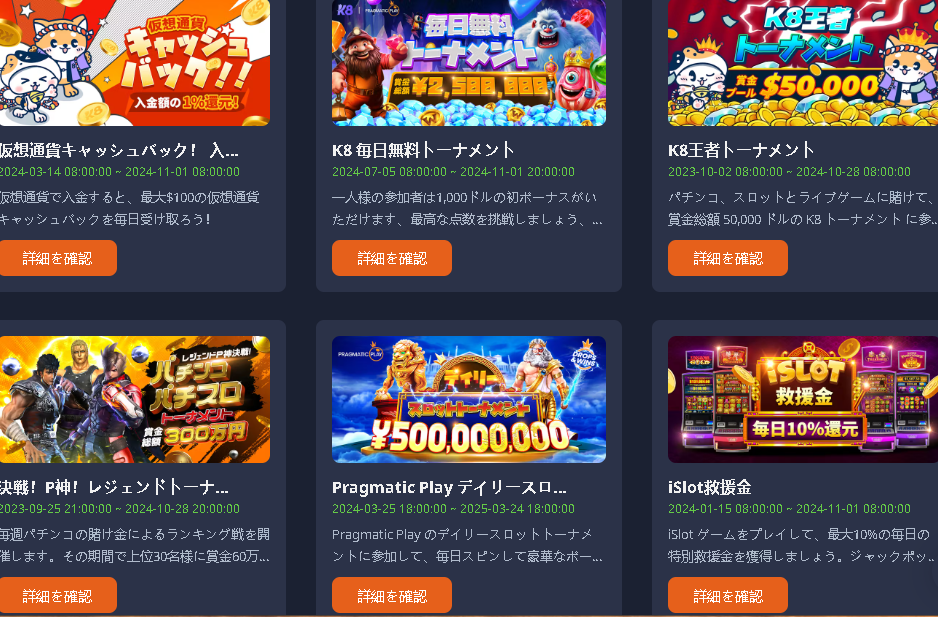 仮想通貨
キャッシュ
バック!!
入金額の1%還元!
K8 PRAGMATIC PLAY
毎日無料
トーナメント
賞金総額 ¥2,500,000
K8王者
トーナメント
賞金プール $50.000
仮想通貨キャッシュバック! 入...
2024-03-14 08:00:00 ~ 2024-11-01 08:00:00
仮想通貨で入金すると、最大$100の仮想通貨
キャッシュバックを毎日受け取ろう!
詳細を確認
K8 毎日無料トーナメント
2024-07-05 08:00:00 ~ 2024-11-01 20:00:00
一人様の参加者は1,000ドルの初ボーナスがい
ただけます、最高な点数を挑戦しましょう、...
詳細を確認
K8王者トーナメント
2023-10-02 08:00:00 ~ 2024-10-28 08:00:00
パチンコ、スロットとライブゲームに賭けて、
賞金総額 50,000 ドルの K8 トーナメント に参...
詳細を確認
レジェンドP神決戦!
パチンコ
パチスロ
トーナメント
賞金総額 300万円
PRAGMATIC PLAY
DROPS & WINS
デイリー
スロットトーナメント
¥500,000,000
iSLOT
救援金
毎日10%還元
決戦! P神! レジェンドトーナ...
2023-09-25 21:00:00 ~ 2024-10-28 20:00:00
毎週パチンコの賭け金によるランキング戦を開
催します。その期間で上位30名様に賞金60万...
詳細を確認
Pragmatic Play デイリースロ...
2024-03-25 18:00:00 ~ 2025-03-24 18:00:00
Pragmatic Play のデイリースロットトーナメ
ントに参加して、毎日スピンして豪華なボー...
詳細を確認
iSlot救援金
2024-01-15 08:00:00 ~ 2024-11-01 08:00:00
iSlot ゲームをプレイして、最大10%の毎日の
特別救援金を獲得しましょう。ジャックポッ...
詳細を確認